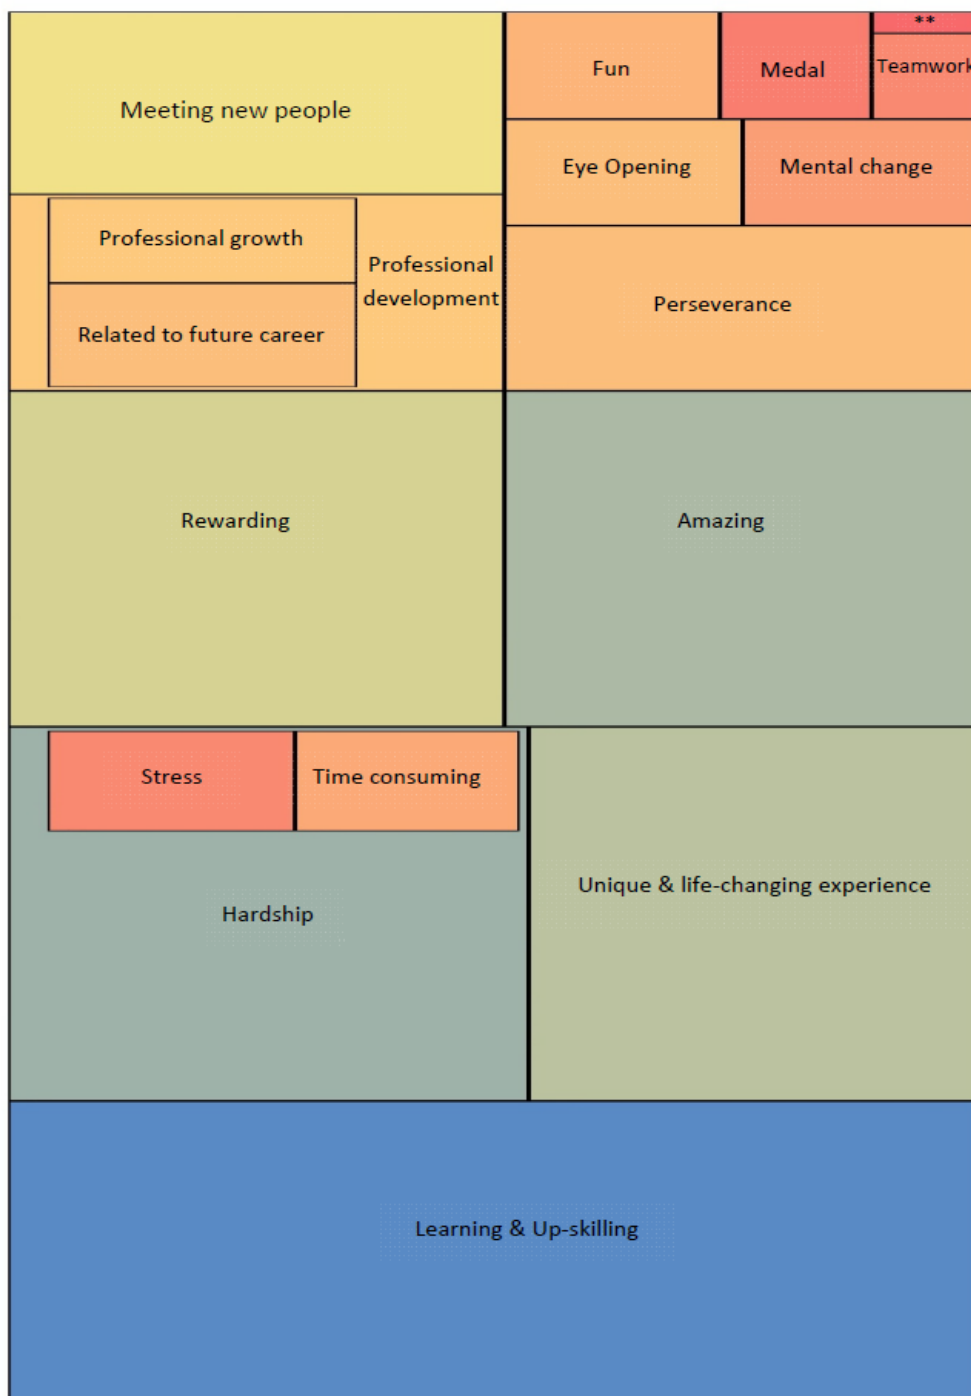 Meeting new people
Fun
Medal
**
Teamwork
Eye Opening
Mental change
Professional growth
Related to future career
Professional
development
Perseverance
Rewarding
Amazing
Stress
Time consuming
Hardship
Unique & life-changing experience
Learning & Up-skilling